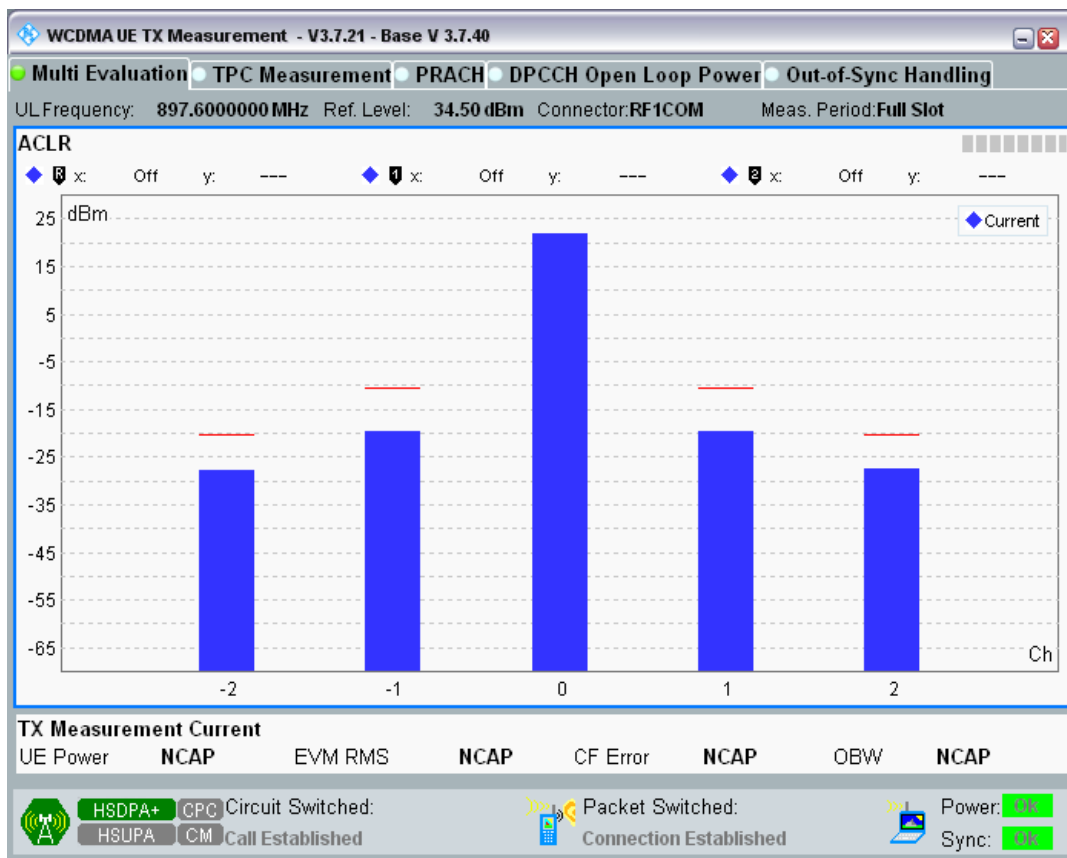 WCDMA UE TX Measurement - V3.7.21 - Base V 3.7.40
Multi Evaluation TPC Measurement PRACH DPCCH Open Loop Power Out-of-Sync Handling
UL Frequency: 897.6000000 MHz Ref. Level: 34.50 dBm Connector:RF1COM Meas. Period:Full Slot
ACLR
R x: Off y: --- 1 x: Off y: --- 2 x: Off y: ---
dBm
Current
25
15
5
-5
-15
-25
-35
-45
-55
-65
Ch
-2 -1 0 1 2
TX Measurement Current
UE Power NCAP EVM RMS NCAP CF Error NCAP OBW NCAP
HSDPA+ CPC Circuit Switched: Packet Switched: Power: Ok
HSUPA CM Call Established Connection Established Sync: Ok